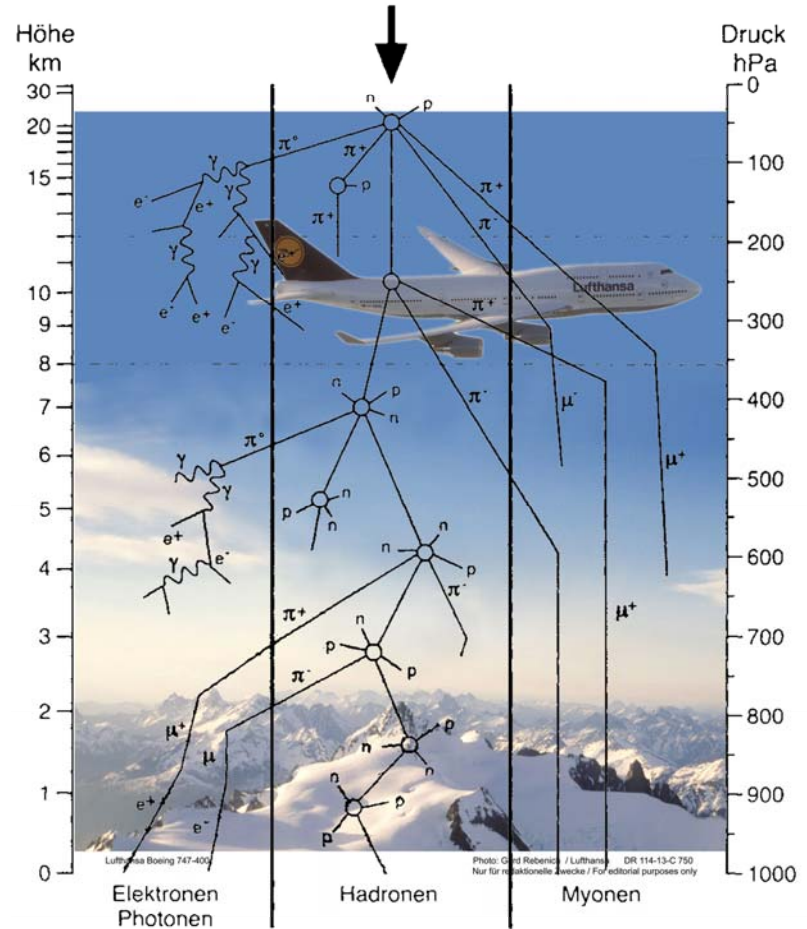 Höhe
km
Druck
hPa
30
20
15
10
9
8
7
6
5
4
3
2
1
0
0
100
200
300
400
500
600
700
800
900
1000
n
p
π°
π+
γ
γ
p
π+
π+
π-
e-
e+
γ
γ
e-
e+
e-
e+
Lufthansa
π+
π-
μ-
μ+
n
p
n
π°
γ
γ
e+
e-
γ
p
n
n
n
n
p
π-
π+
μ+
n
p
p
π-
μ+
μ
p
n
n
e+
e-
n
p
p
Lufthansa Boeing 747-400
Photo: Gerd Rebenich / Lufthansa DR 114-13-C 750
Nur für redaktionelle Zwecke / For editorial purposes only
Elektronen
Photonen
Hadronen
Myonen